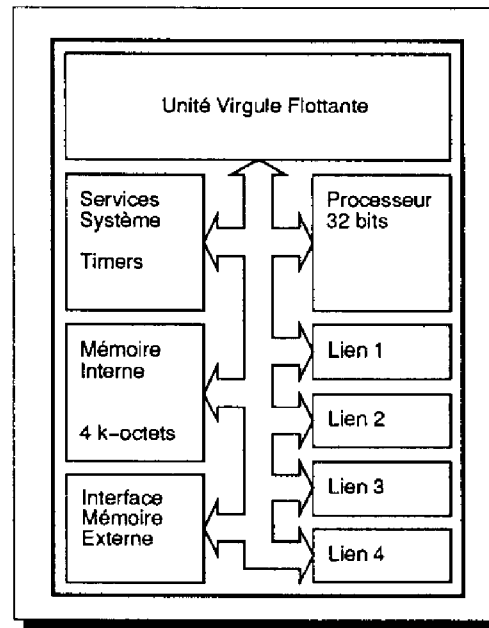 Unité Virgule Flottante
Services
Système
Timers
Processeur
32 bits
Mémoire
Interne
4 k-octets
Interface
Mémoire
Externe
Lien 1
Lien 2
Lien 3
Lien 4